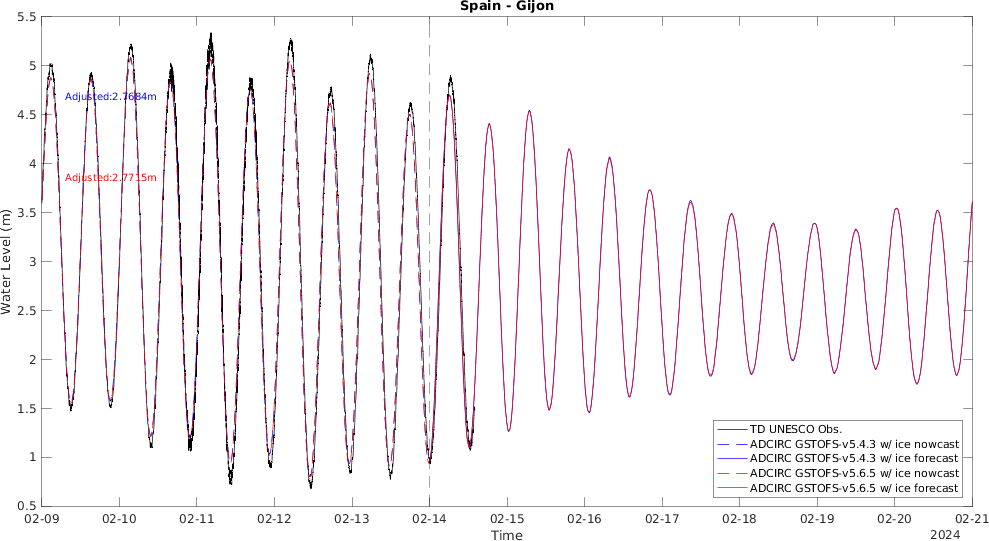 Spain - Gijon
5.5
5
4.5
4
3.5
3
2.5
2
1.5
1
0.5
Water Level (m)
Adjusted:2.7684m
Adjusted:2.7715m
TD UNESCO Obs.
ADCIRC GSTOFS-v5.4.3 w/ ice nowcast
ADCIRC GSTOFS-v5.4.3 w/ ice forecast
ADCIRC GSTOFS-v5.6.5 w/ ice nowcast
ADCIRC GSTOFS-v5.6.5 w/ ice forecast
02-09 02-10 02-11 02-12 02-13 02-14 02-15 02-16 02-17 02-18 02-19 02-20 02-21
Time
2024